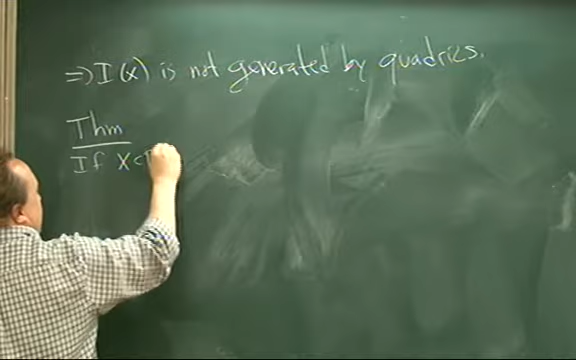 ⇒ I(X) is not generated by quadrics.
Thm
If X ⊂